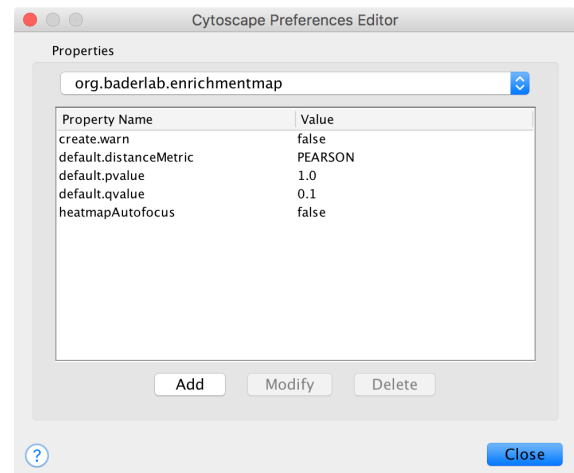 Cytoscape Preferences Editor
Properties
org.baderlab.enrichmentmap
Property Name Value
create.warn false
default.distanceMetric PEARSON
default.pvalue 1.0
default.qvalue 0.1
heatmapAutofocus false
Add Modify Delete
? Close